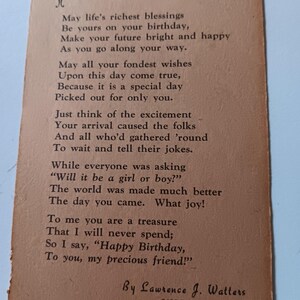 May life's richest blessings
Be yours on your birthday,
Make your future bright and happy
As you go along your way.
May all your fondest wishes
Upon this day come true,
Because it is a special day
Picked out for only you.
Just think of the excitement
Your arrival caused the folks
And all who'd gathered 'round
To wait and tell their jokes.
While everyone was asking
"Will it be a girl or boy?"
The world was made much better
The day you came. What joy!
To me you are a treasure
That I will never spend;
So I say, "Happy Birthday,
To you, my precious friend!"
By Lawrence J. Watters